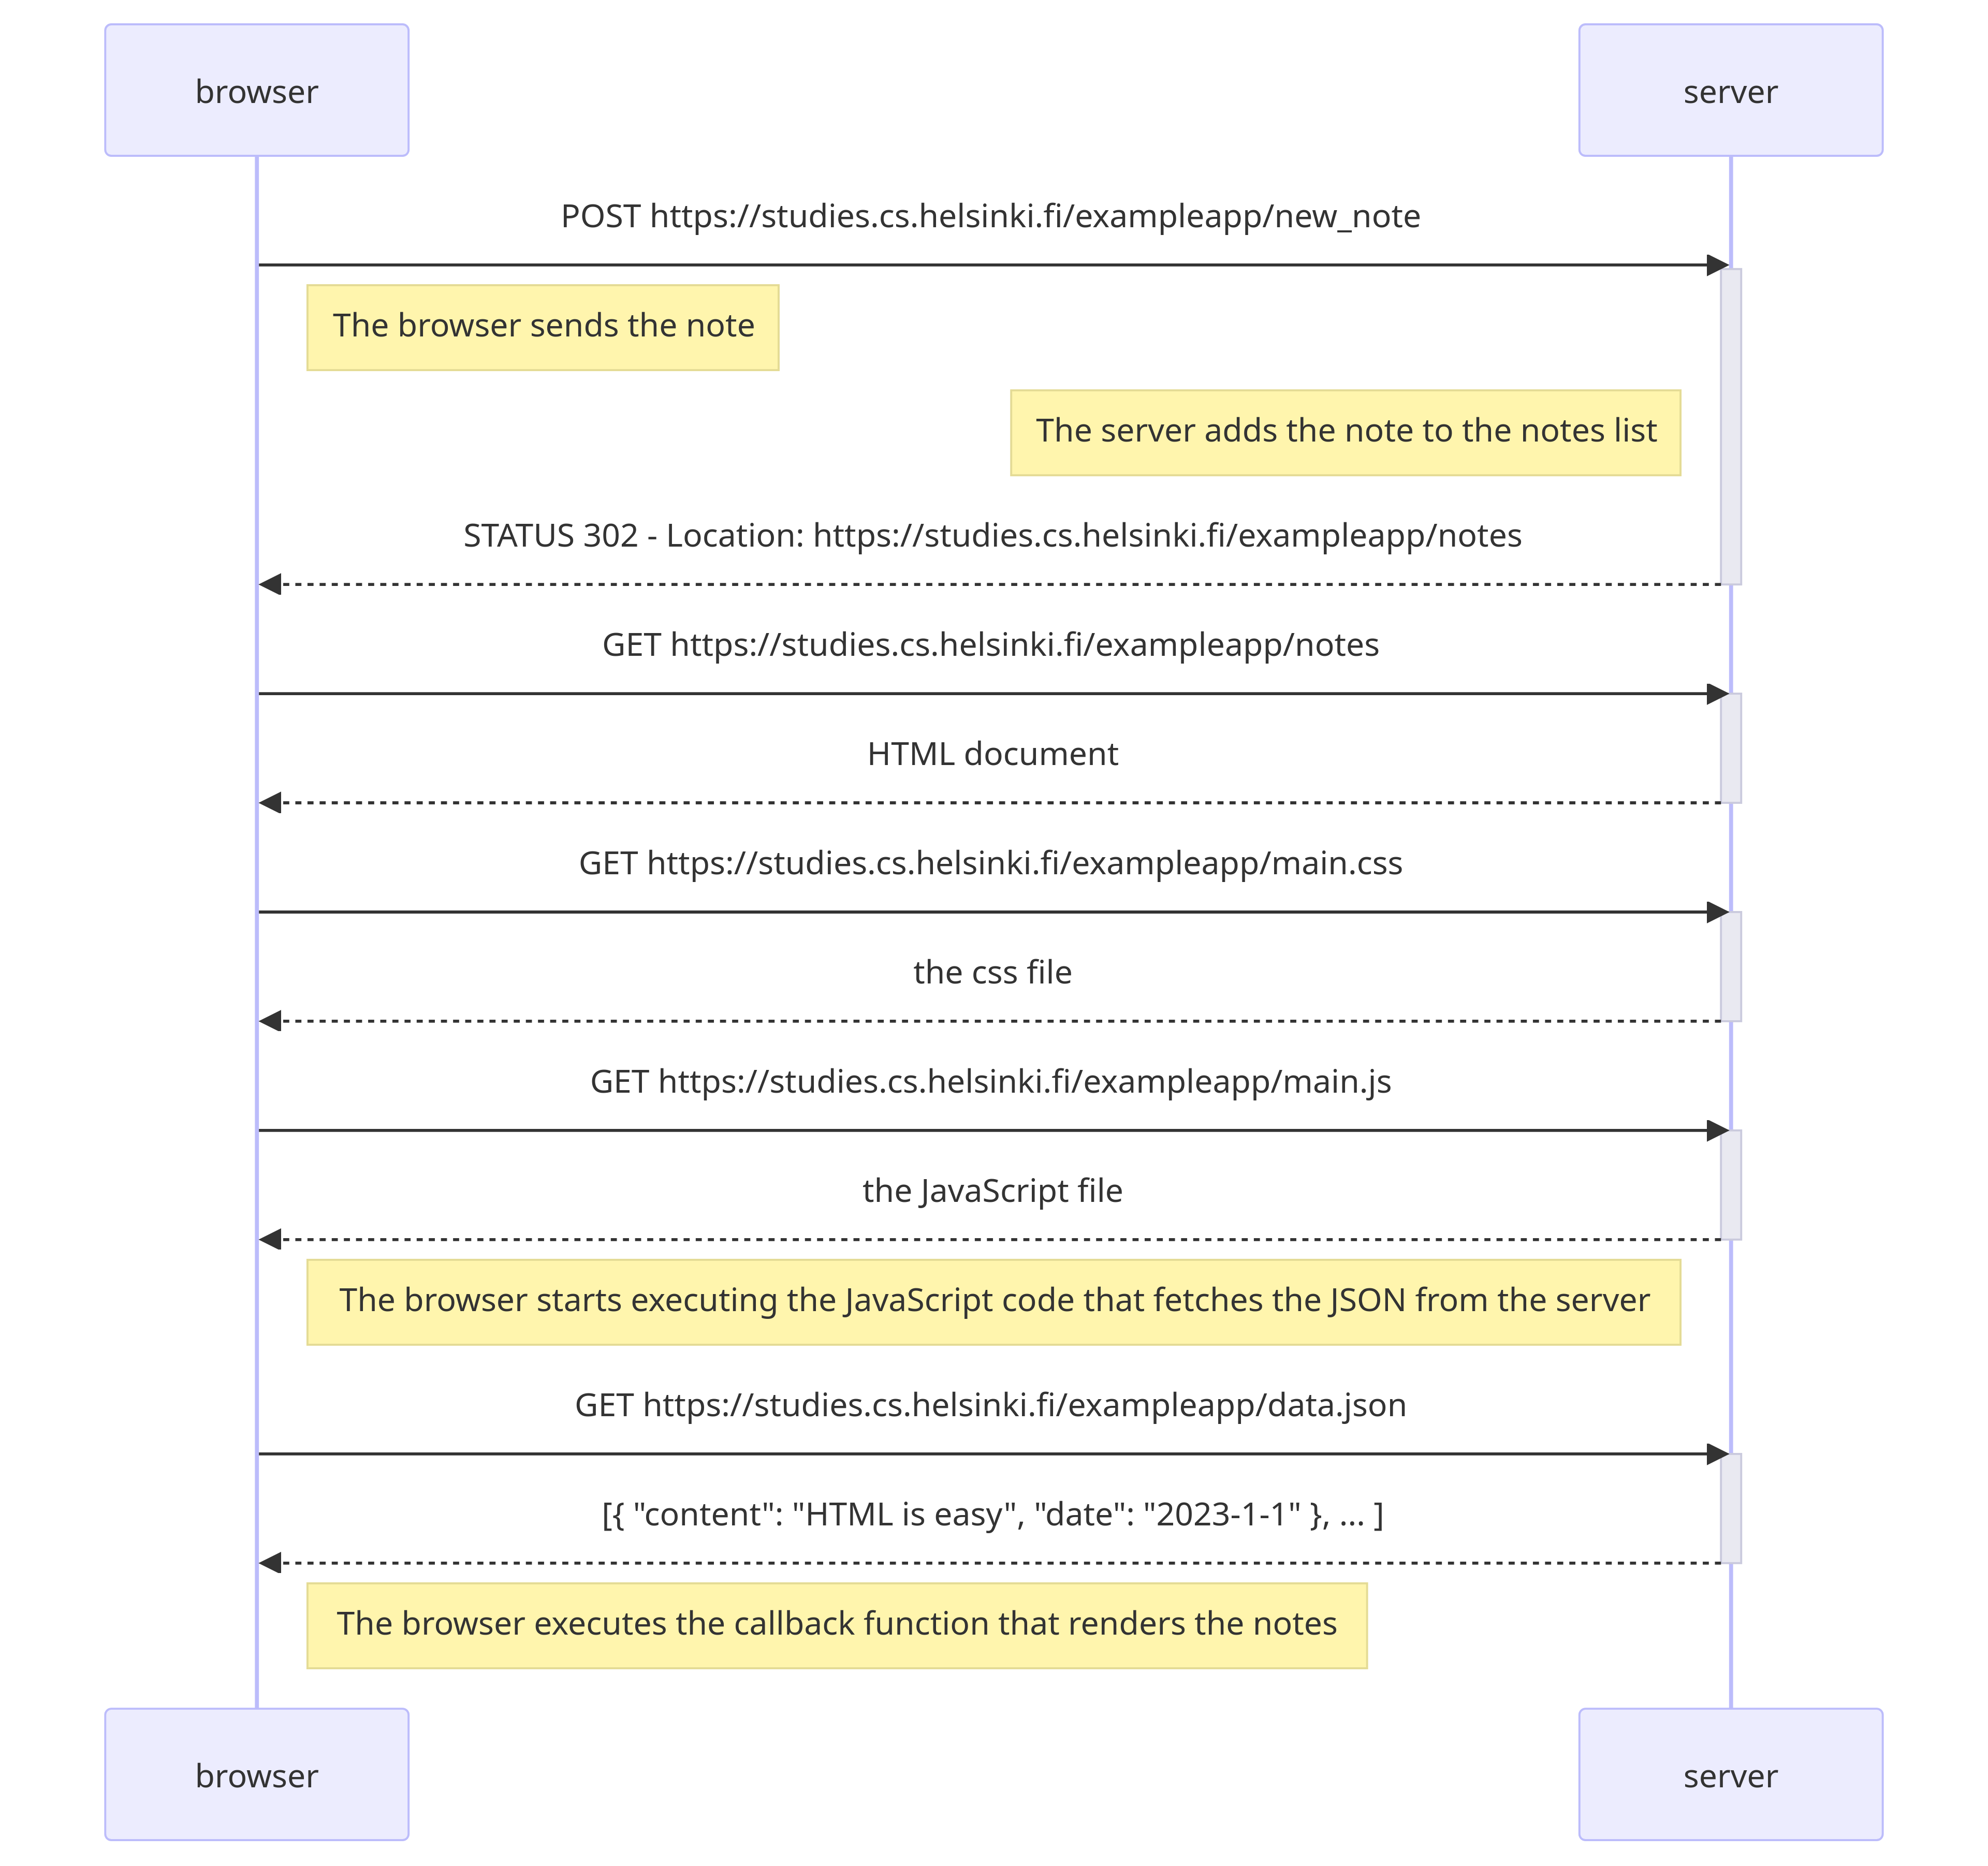 browser
server
POST https://studies.cs.helsinki.fi/exampleapp/new_note
The browser sends the note
The server adds the note to the notes list
STATUS 302 - Location: https://studies.cs.helsinki.fi/exampleapp/notes
GET https://studies.cs.helsinki.fi/exampleapp/notes
HTML document
GET https://studies.cs.helsinki.fi/exampleapp/main.css
the css file
GET https://studies.cs.helsinki.fi/exampleapp/main.js
the JavaScript file
The browser starts executing the JavaScript code that fetches the JSON from the server
GET https://studies.cs.helsinki.fi/exampleapp/data.json
[{ "content": "HTML is easy", "date": "2023-1-1" }, ... ]
The browser executes the callback function that renders the notes
browser
server